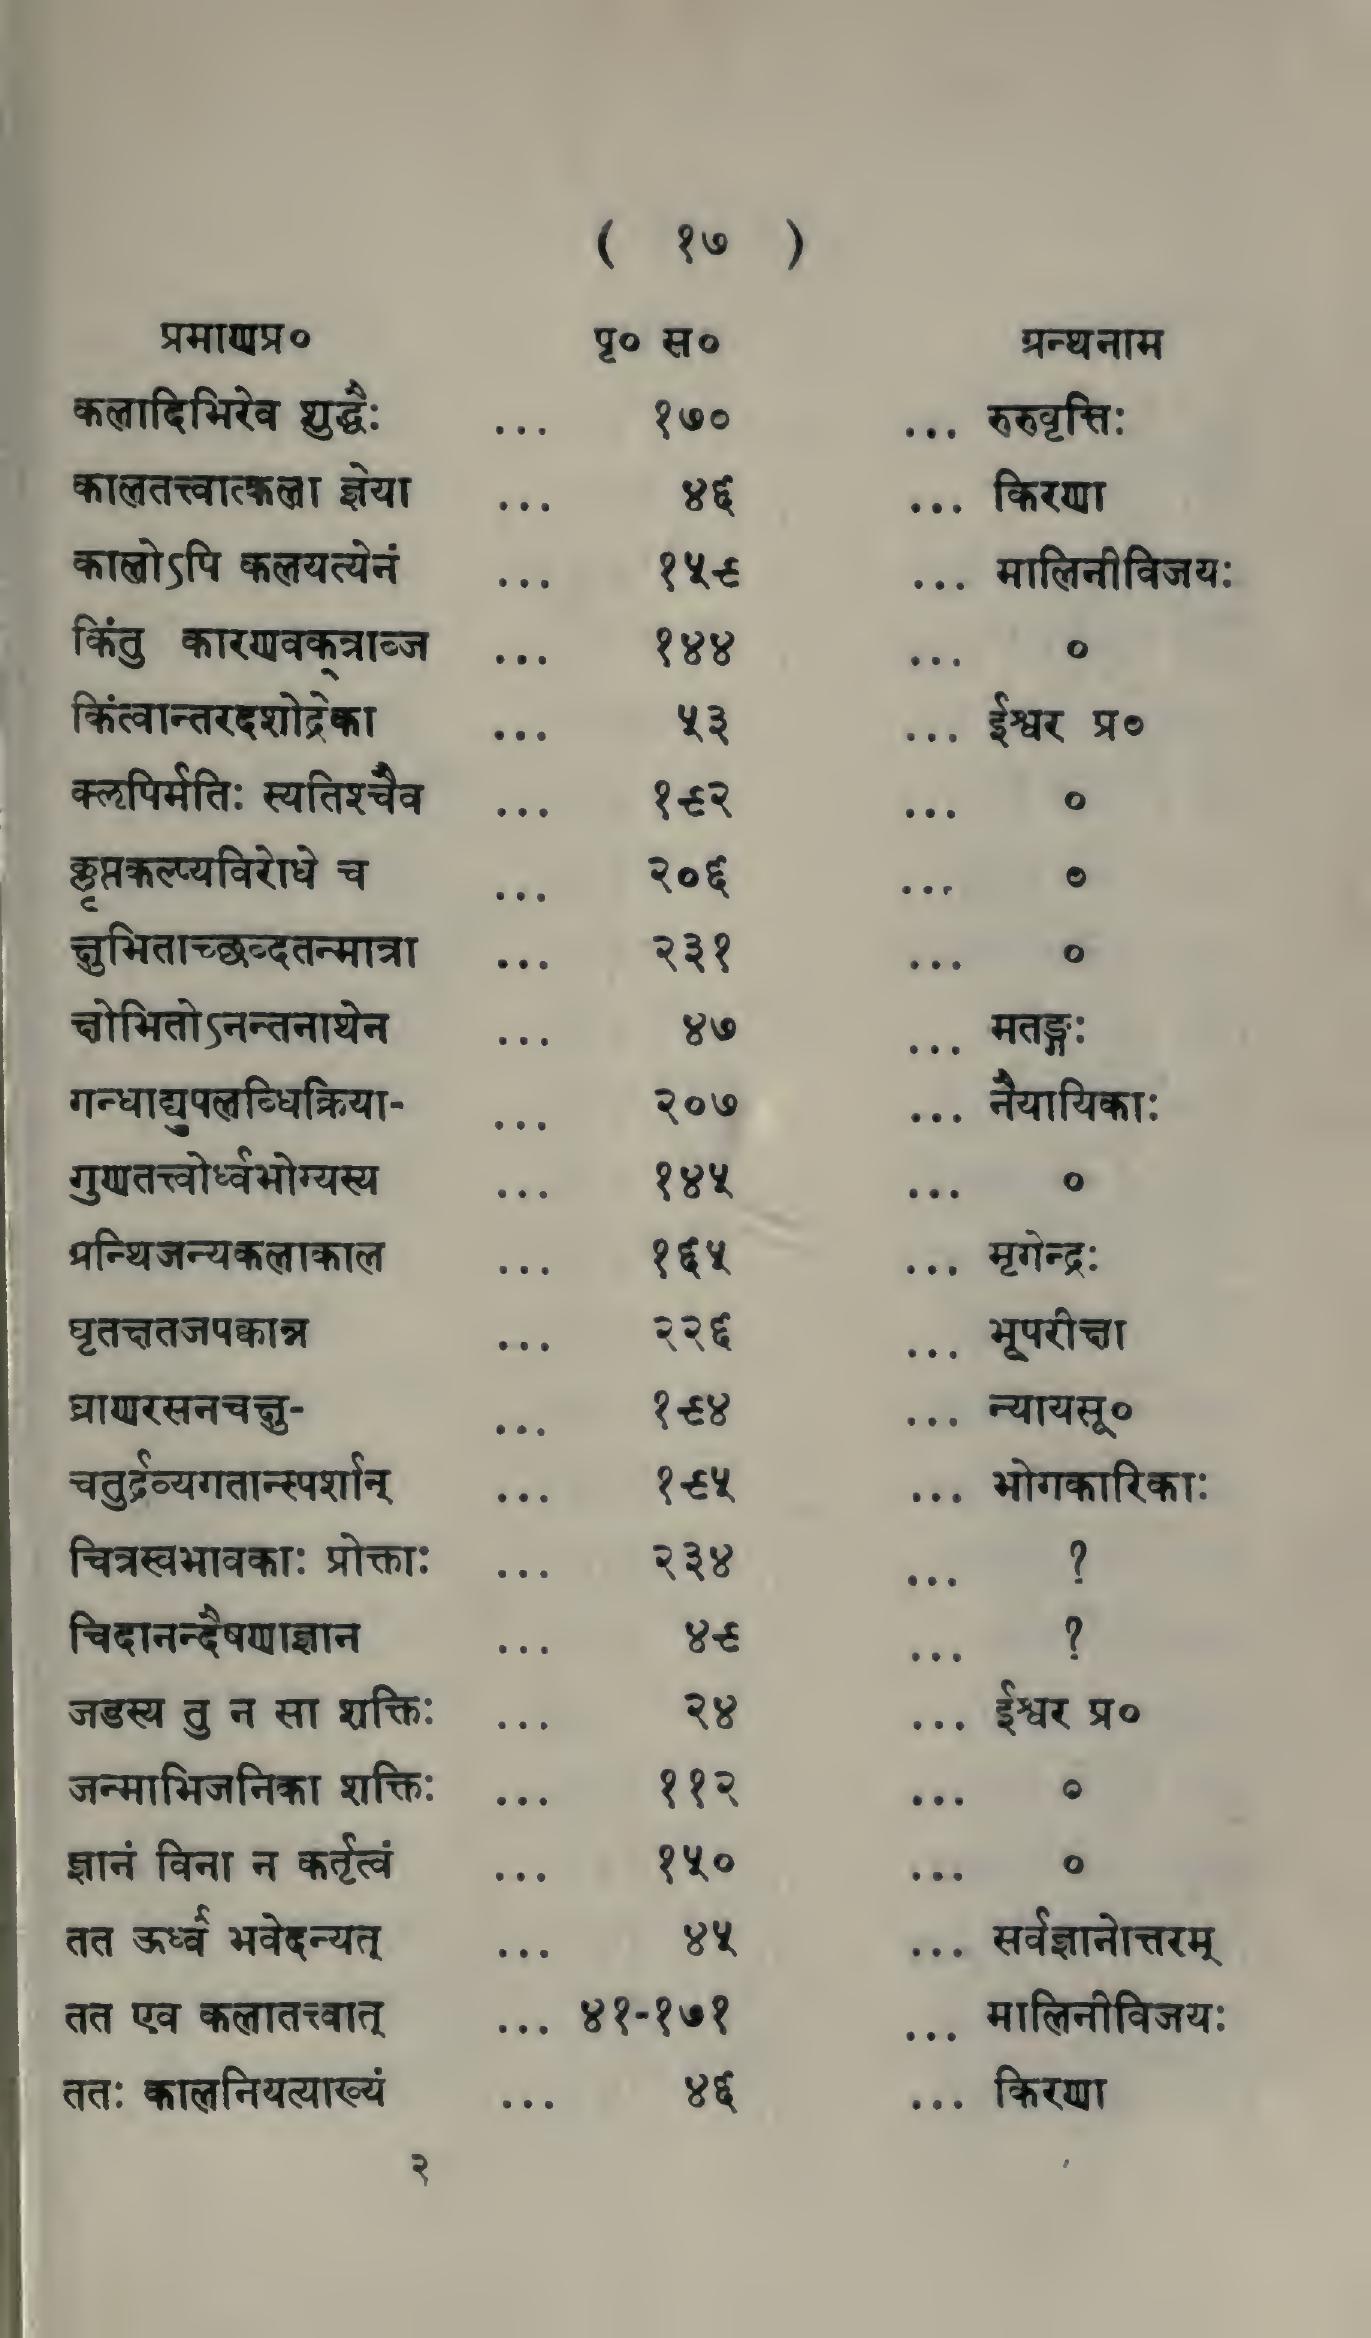 ( १७ )
प्रमाणप्र० पृ० स० ग्रन्थनाम
कलादिभिरेव शुद्धैः ... १७० ... रुरुवृत्तिः
कालतत्त्वात्कला ज्ञेया ... ४६ ... किरणा
कालोऽपि कलयत्येनं ... १५९ ... मालिनीविजयः
किंतु कारणवक्त्राब्ज ... १४४ ... ०
किंत्वान्तरदशोद्रेका ... ५३ ... ईश्वर प्र०
क्लृपिर्मतिः स्यतिश्चैव ... १९२ ... ०
क्लृप्तकल्प्यविरोधे च ... २०६ ... ०
क्षुभिताच्छब्दतन्मात्रा ... २३१ ... ०
क्षोभितोऽनन्तनाथेन ... ४७ ... मतङ्गः
गन्धाद्युपलब्धिक्रिया- ... २०७ ... नैयायिकाः
गुणतत्त्वोर्ध्वभोग्यस्य ... १४५ ... ०
ग्रन्थिजन्यकलाकाल ... १६५ ... मृगेन्द्रः
घृतक्षतजपक्वान्न ... २२६ ... भूपरीक्षा
घ्राणरसनचक्षु- ... १९४ ... न्यायसू०
चतुर्द्रव्यगतान्स्पर्शान् ... १९५ ... भोगकारिकाः
चित्रस्वभावकाः प्रोक्ताः ... २३४ ... ?
चिदानन्दैषणाज्ञान ... ४९ ... ?
जडस्य तु न सा शक्तिः ... २४ ... ईश्वर प्र०
जन्माभिजनिका शक्तिः ... ११२ ... ०
ज्ञानं विना न कर्तृत्वं ... १५० ... ०
तत ऊर्ध्वं भवेदन्यत् ... ४५ ... सर्वज्ञानोत्तरम्
तत एव कलातत्त्वात् ... ४१-१७१ ... मालिनीविजयः
ततः कालनियत्याख्यं ... ४६ ... किरणा
२